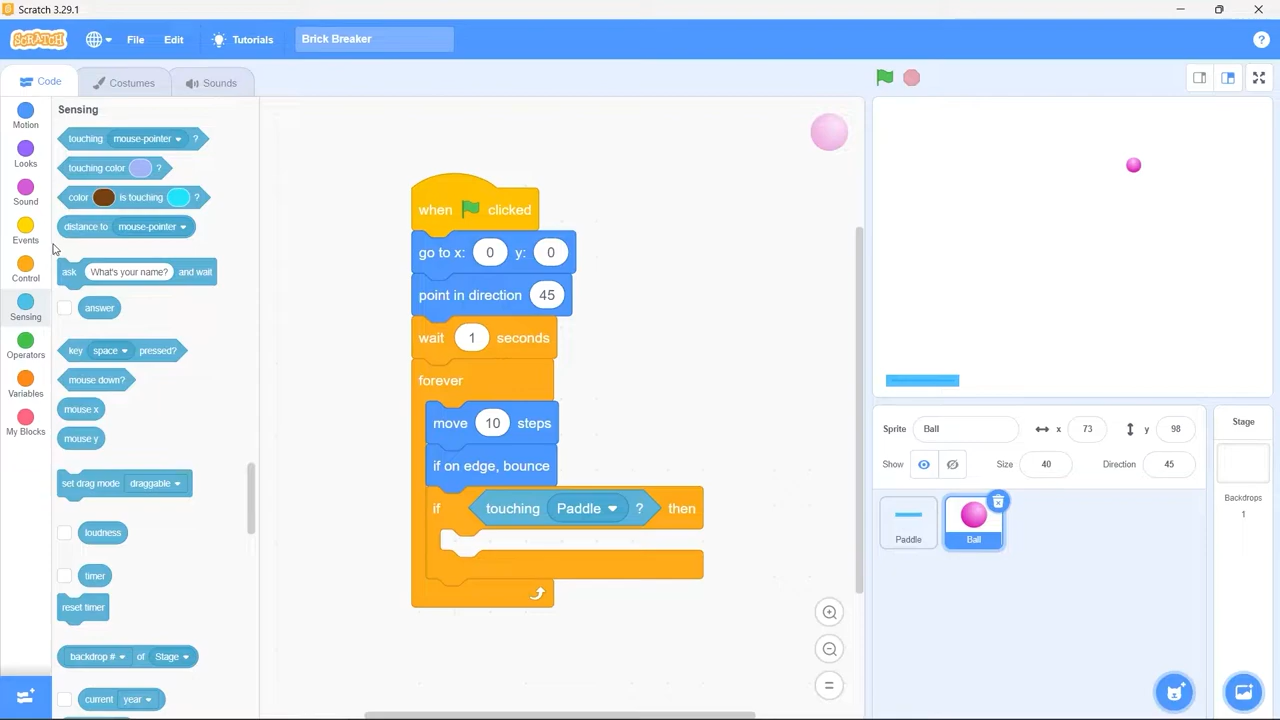 Scratch 3.29.1
SCRATCH
File
Edit
Tutorials
Brick Breaker
?
Code
Costumes
Sounds
Motion
Looks
Sound
Events
Control
Sensing
Operators
Variables
My Blocks
Sensing
touching mouse-pointer ?
touching color ?
color is touching ?
distance to mouse-pointer
ask What's your name? and wait
answer
key space pressed?
mouse down?
mouse x
mouse y
set drag mode draggable
loudness
timer
reset timer
backdrop # of Stage
current year
when clicked
go to x: 0 y: 0
point in direction 45
wait 1 seconds
forever
move 10 steps
if on edge, bounce
if touching Paddle ? then
Sprite Ball x 73 y 98
Show Size 40 Direction 45
Paddle
Ball
Stage
Backdrops
1